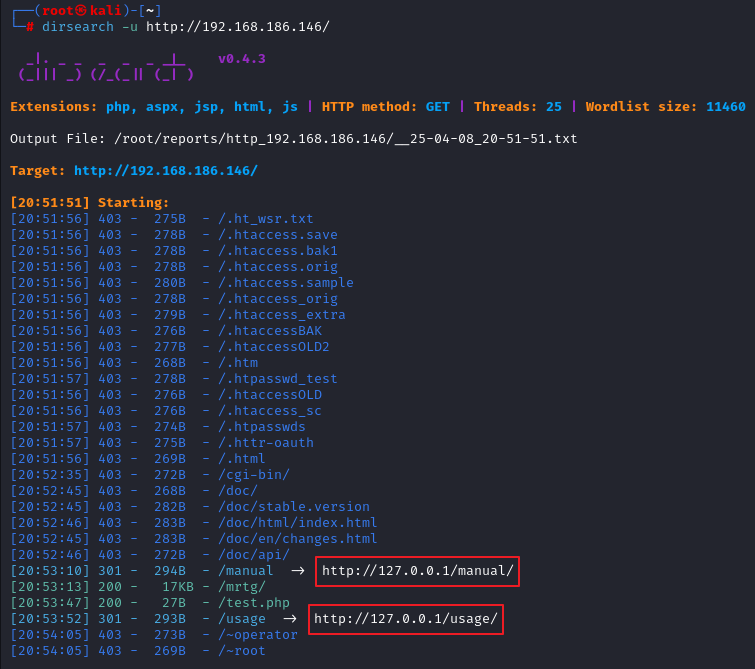 ┌──(root㉿kali)-[~]
└─# dirsearch -u http://192.168.186.146/
  _|. _ _  _  _  _ _|_    v0.4.3
 (_||| _) (/_(_|| (_| )
Extensions: php, aspx, jsp, html, js | HTTP method: GET | Threads: 25 | Wordlist size: 11460
Output File: /root/reports/http_192.168.186.146/__25-04-08_20-51-51.txt
Target: http://192.168.186.146/
[20:51:51] Starting:
[20:51:56] 403 -  275B  - /.ht_wsr.txt
[20:51:56] 403 -  278B  - /.htaccess.save
[20:51:56] 403 -  278B  - /.htaccess.bak1
[20:51:56] 403 -  278B  - /.htaccess.orig
[20:51:56] 403 -  280B  - /.htaccess.sample
[20:51:56] 403 -  278B  - /.htaccess_orig
[20:51:56] 403 -  279B  - /.htaccess_extra
[20:51:56] 403 -  276B  - /.htaccessBAK
[20:51:56] 403 -  277B  - /.htaccessOLD2
[20:51:56] 403 -  268B  - /.htm
[20:51:57] 403 -  278B  - /.htpasswd_test
[20:51:56] 403 -  276B  - /.htaccessOLD
[20:51:56] 403 -  276B  - /.htaccess_sc
[20:51:57] 403 -  274B  - /.htpasswds
[20:51:57] 403 -  275B  - /.httr-oauth
[20:51:56] 403 -  269B  - /.html
[20:52:35] 403 -  272B  - /cgi-bin/
[20:52:45] 403 -  268B  - /doc/
[20:52:45] 403 -  282B  - /doc/stable.version
[20:52:46] 403 -  283B  - /doc/html/index.html
[20:52:45] 403 -  283B  - /doc/en/changes.html
[20:52:46] 403 -  272B  - /doc/api/
[20:53:10] 301 -  294B  - /manual  →  http://127.0.0.1/manual/
[20:53:13] 200 -   17KB - /mrtg/
[20:53:47] 200 -   27B  - /test.php
[20:53:52] 301 -  293B  - /usage  →  http://127.0.0.1/usage/
[20:54:05] 403 -  273B  - /~operator
[20:54:05] 403 -  269B  - /~root